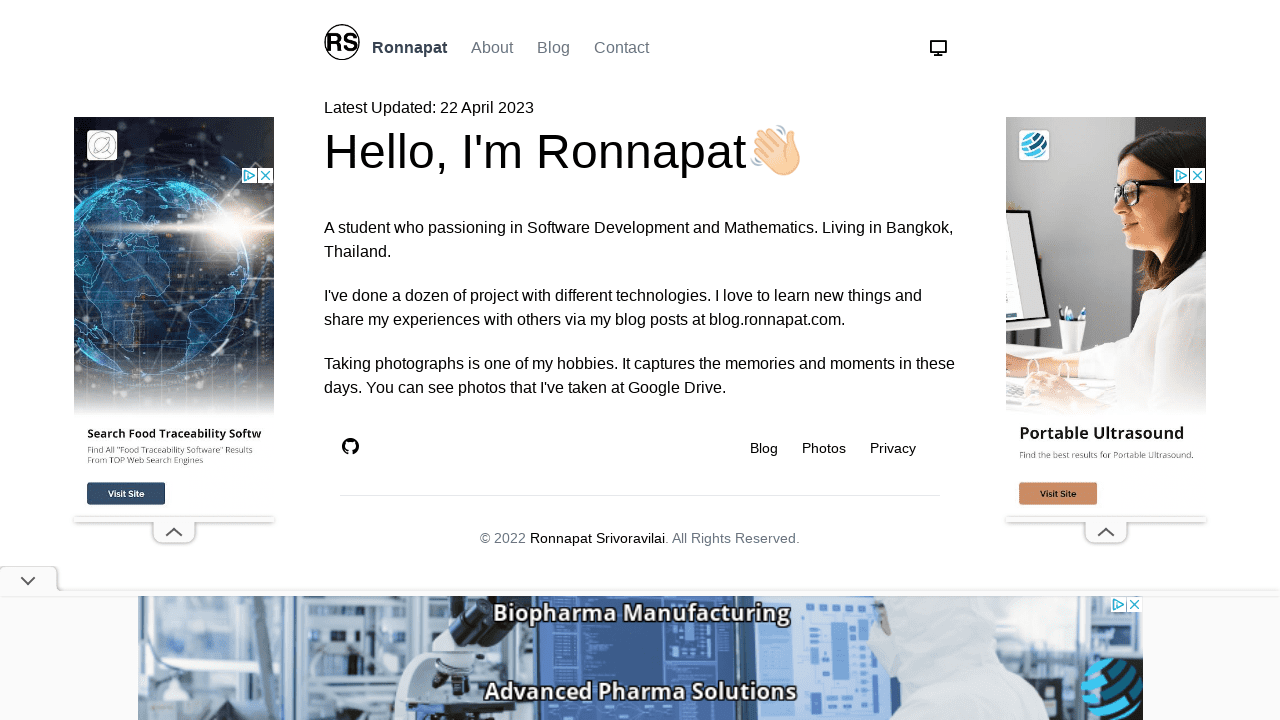 RS
Ronnapat About Blog Contact
Latest Updated: 22 April 2023
Hello, I'm Ronnapat👋🏼
A student who passioning in Software Development and Mathematics. Living in Bangkok,
Thailand.
I've done a dozen of project with different technologies. I love to learn new things and
share my experiences with others via my blog posts at blog.ronnapat.com.
Taking photographs is one of my hobbies. It captures the memories and moments in these
days. You can see photos that I've taken at Google Drive.
Blog Photos Privacy
© 2022 Ronnapat Srivoravilai. All Rights Reserved.
Search Food Traceability Softw
Find All "Food Traceability Software" Results
From TOP Web Search Engines
Visit Site
Portable Ultrasound
Find the best results for Portable Ultrasound.
Visit Site
Biopharma Manufacturing
Advanced Pharma Solutions